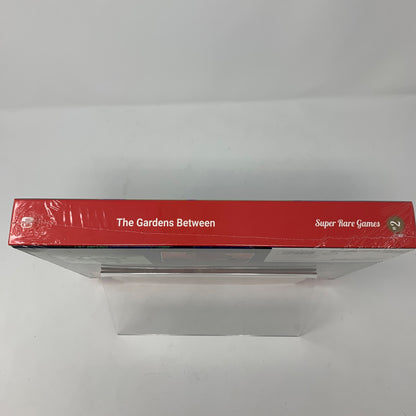 The Gardens Between
Super Rare Games